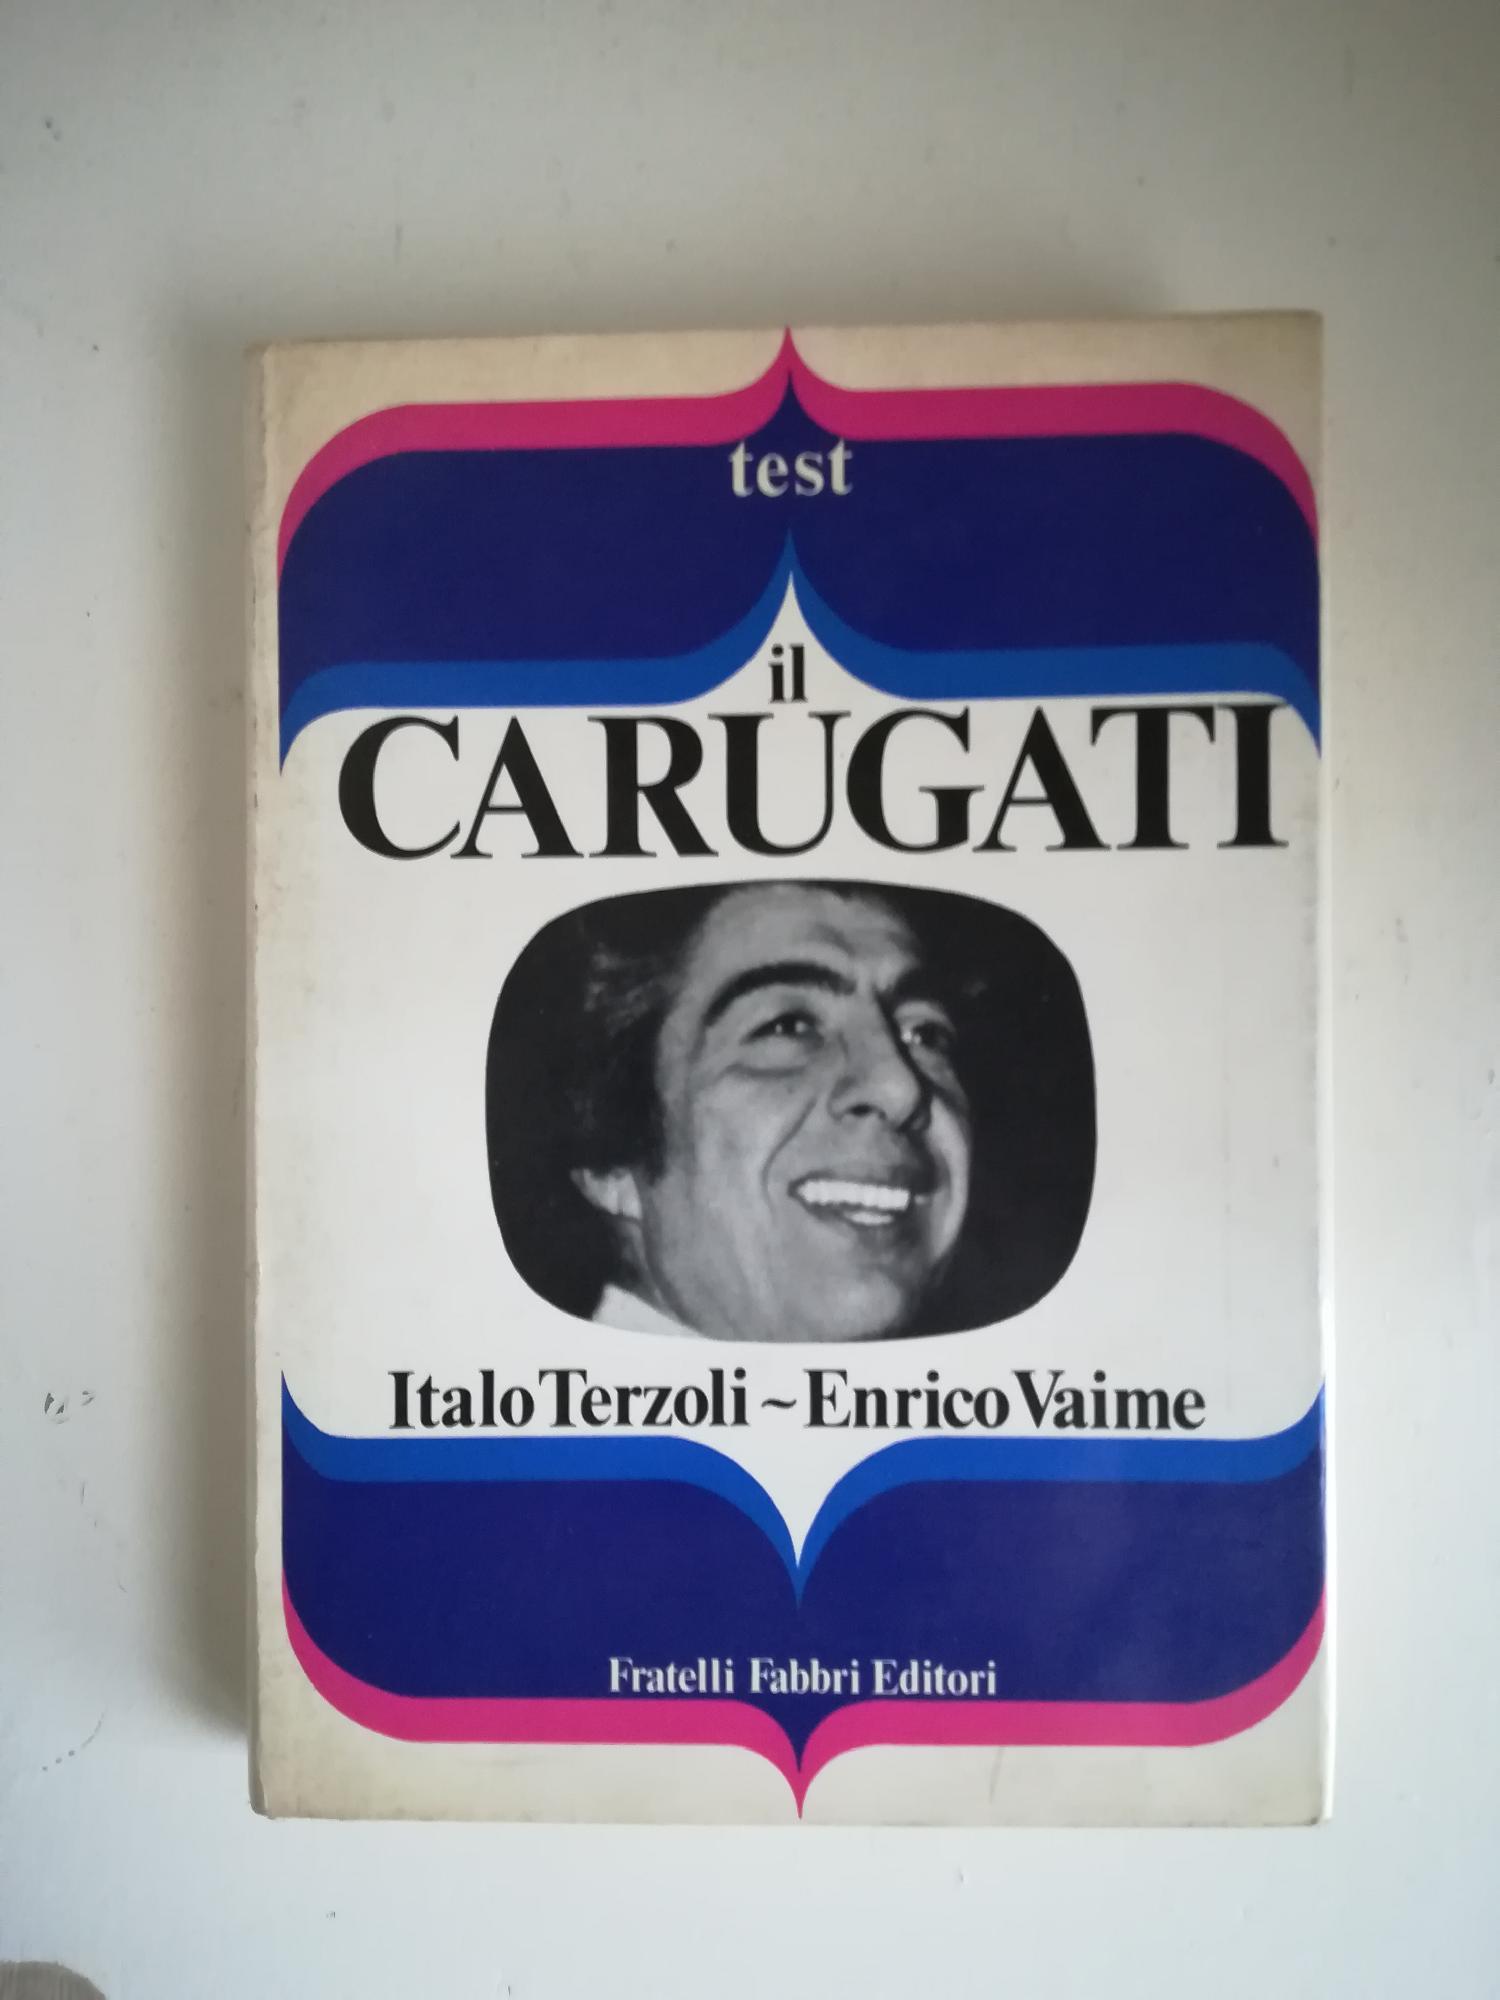 test
il
CARUGATI
Italo Terzoli ~ Enrico Vaime
Fratelli Fabbri Editori